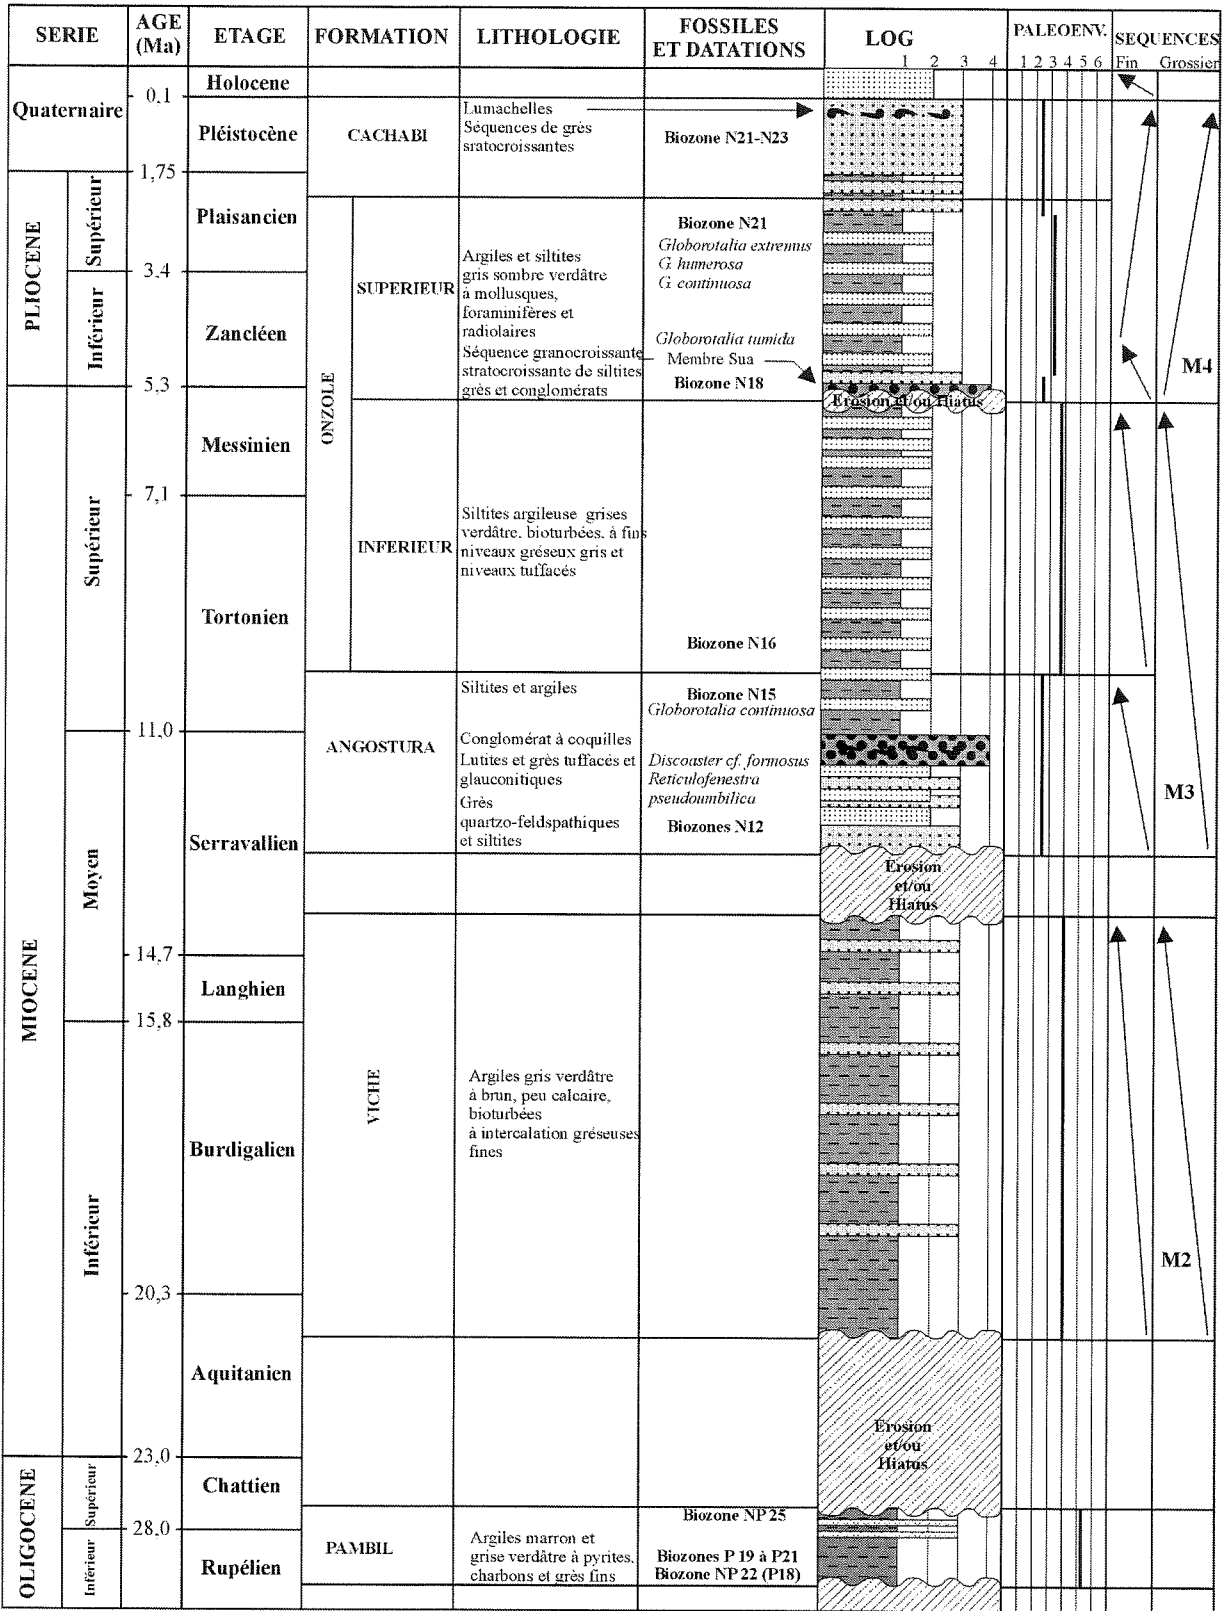 SERIE
AGE
(Ma)
ETAGE
FORMATION
LITHOLOGIE
FOSSILES
ET DATATIONS
LOG
1 2 3 4
PALEOENV.
1 2 3 4 5 6
SEQUENCES
Fin Grossier
Quaternaire
Holocene
0.1
Pléistocène
CACHABI
Lumachelles
Séquences de grès
sratocroissantes
Biozone N21-N23
1,75
PLIOCENE
Supérieur
Plaisancien
3.4
Inférieur
Zancléen
5.3
ONZOLE
SUPERIEUR
Argiles et siltites
gris sombre verdâtre
à mollusques,
foraminifères et
radiolaires
Séquence granocroissante
stratocroissante de siltites
grès et conglomérats
Biozone N21
Globorotalia extremus
G. humerosa
G. continuosa
Globorotalia tumida
Membre Sua
Biozone N18
Erosion et/ou Hiatus
M4
MIOCENE
Supérieur
Messinien
7,1
Tortonien
INFERIEUR
Siltites argileuse grises
verdâtre, bioturbées, à fins
niveaux gréseux gris et
niveaux tuffacés
Biozone N16
11,0
ANGOSTURA
Siltites et argiles
Conglomérat à coquilles
Lutites et grès tuffacés et
glauconitiques
Grès
quartzo-feldspathiques
et siltites
Biozone N15
Globorotalia continuosa
Discoaster cf. formosus
Reticulofenestra
pseudoumbilica
Biozones N12
M3
Moyen
Serravallien
Erosion
et/ou
Hiatus
14,7
Langhien
15,8
VICHE
Argiles gris verdâtre
à brun, peu calcaire,
bioturbées
à intercalation gréseuses
fines
Inférieur
Burdigalien
M2
20,3
Aquitanien
Erosion
et/ou
Hiatus
23,0
OLIGOCENE
Supérieur
Chattien
28,0
Inférieur
Rupélien
PAMBIL
Argiles marron et
grise verdâtre à pyrites,
charbons et grès fins
Biozone NP 25
Biozones P 19 à P21
Biozone NP 22 (P18)